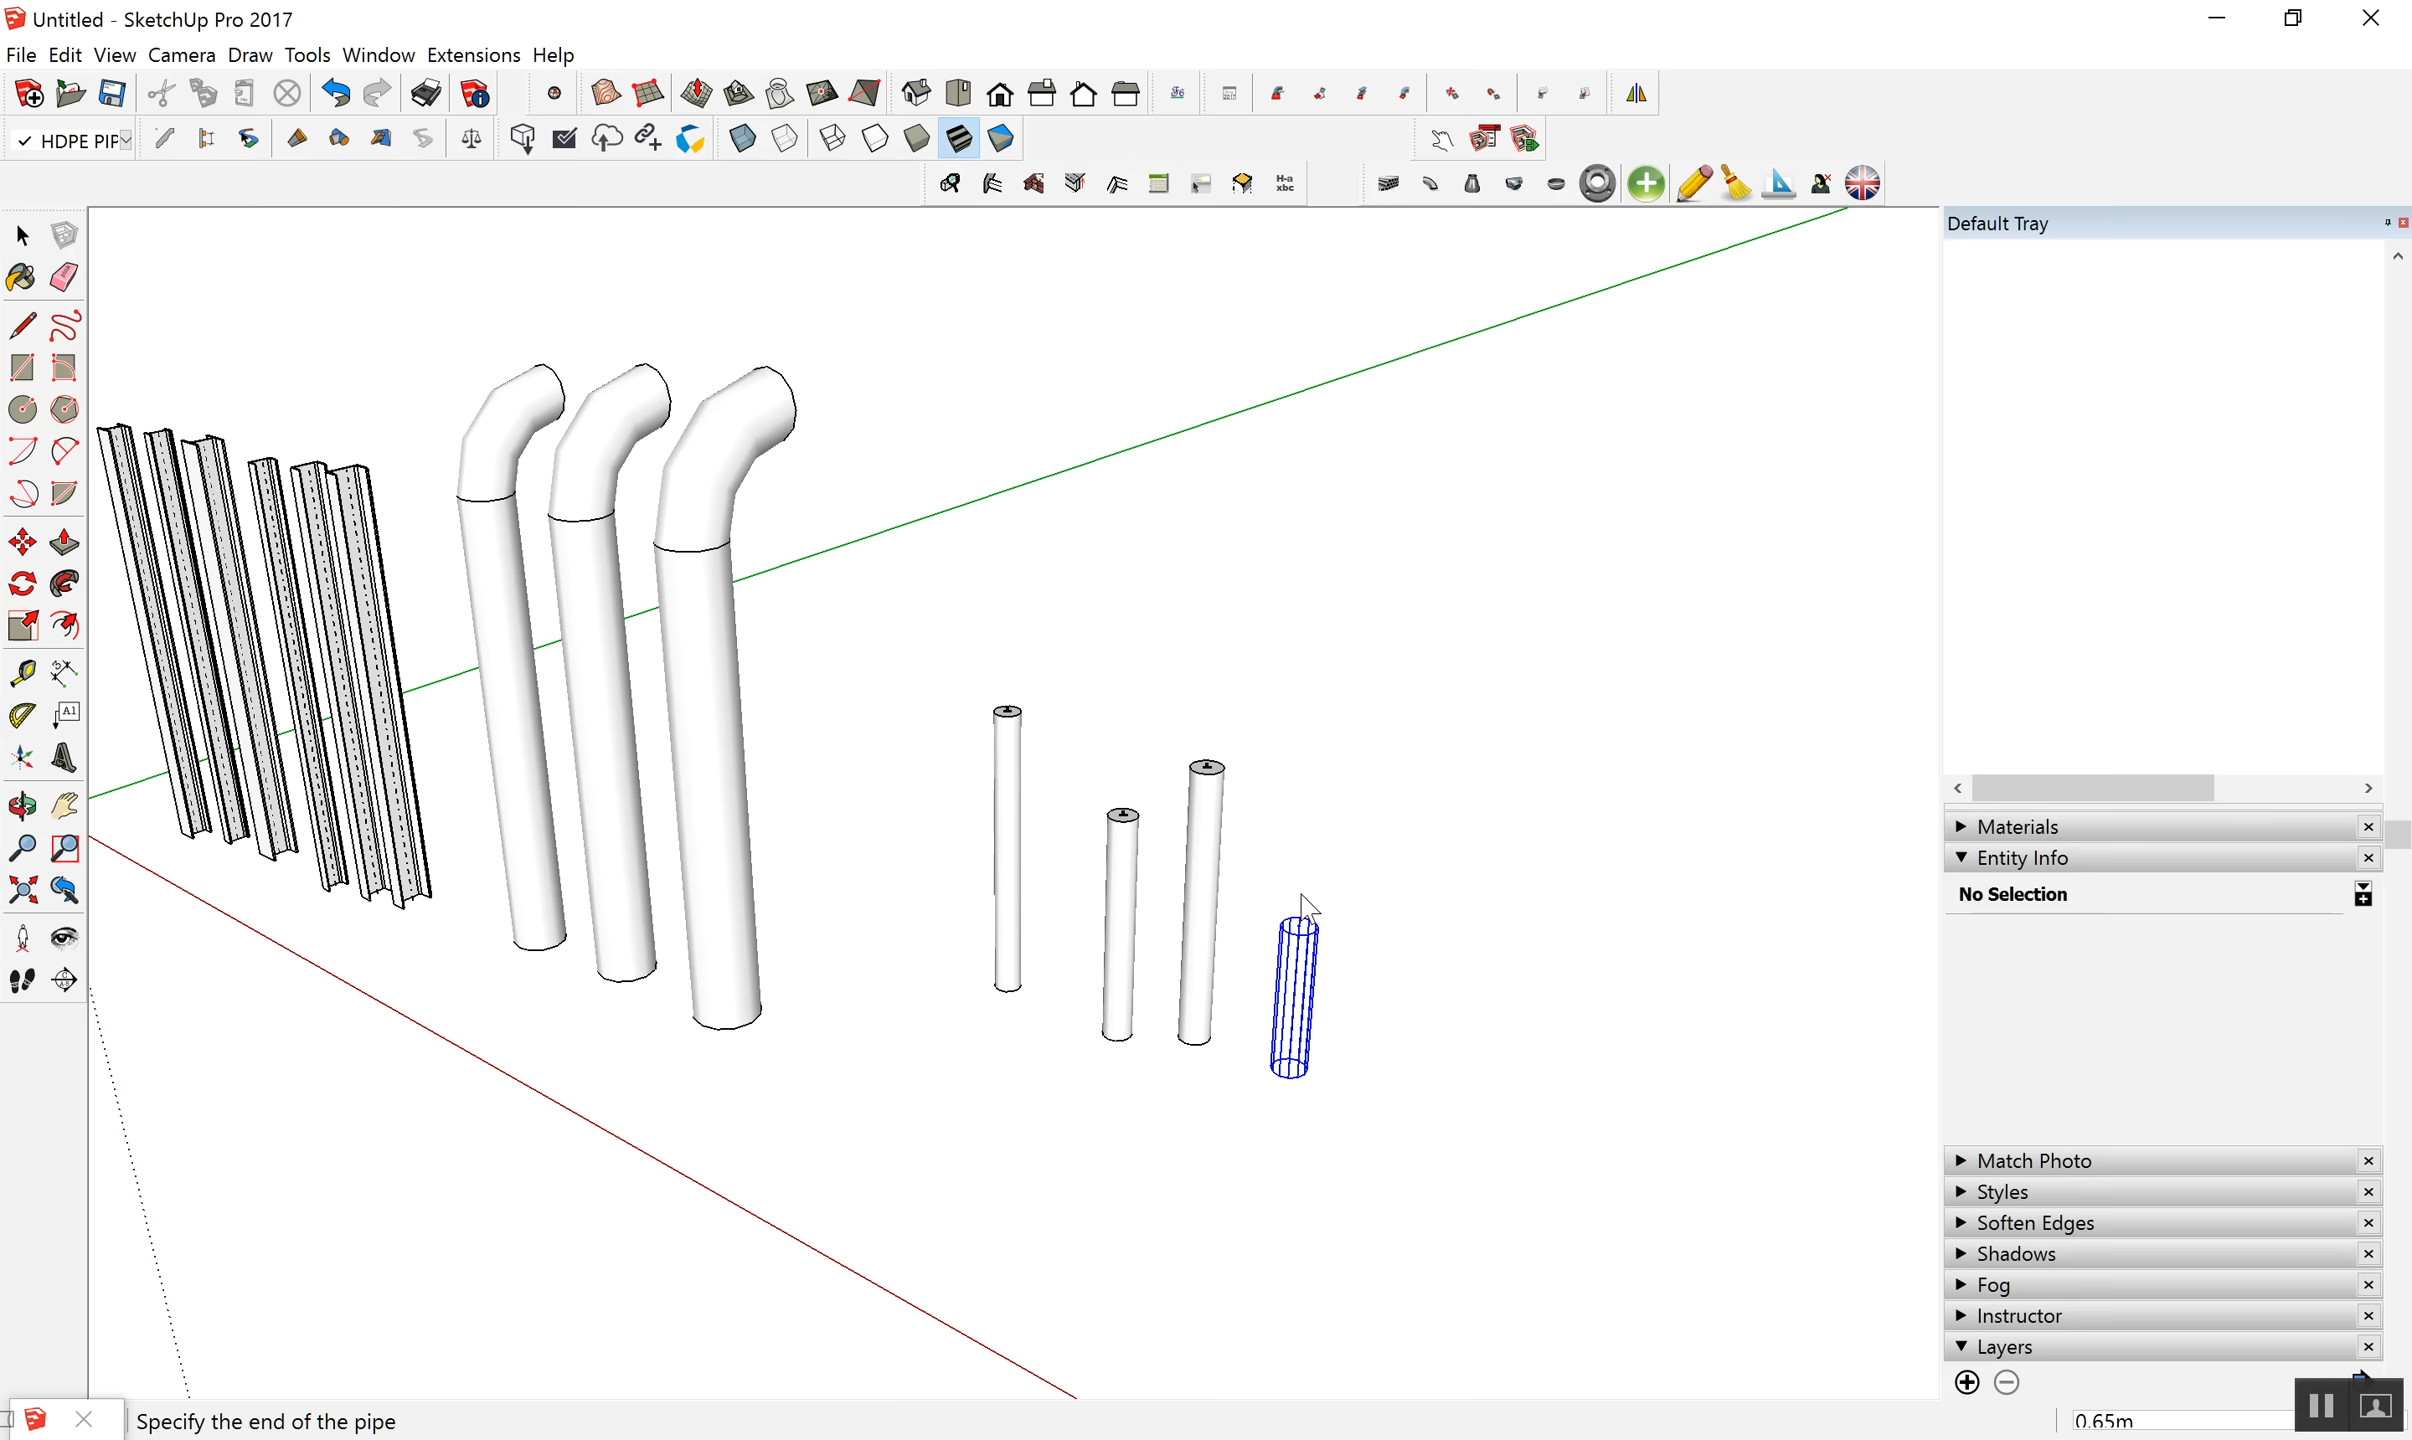 Untitled - SketchUp Pro 2017
File Edit View Camera Draw Tools Window Extensions Help
HDPE PIP
H-a
xbc
Default Tray
A1
Materials
Entity Info
No Selection
Match Photo
Styles
Soften Edges
Shadows
Fog
Instructor
Layers
Specify the end of the pipe
0.65m